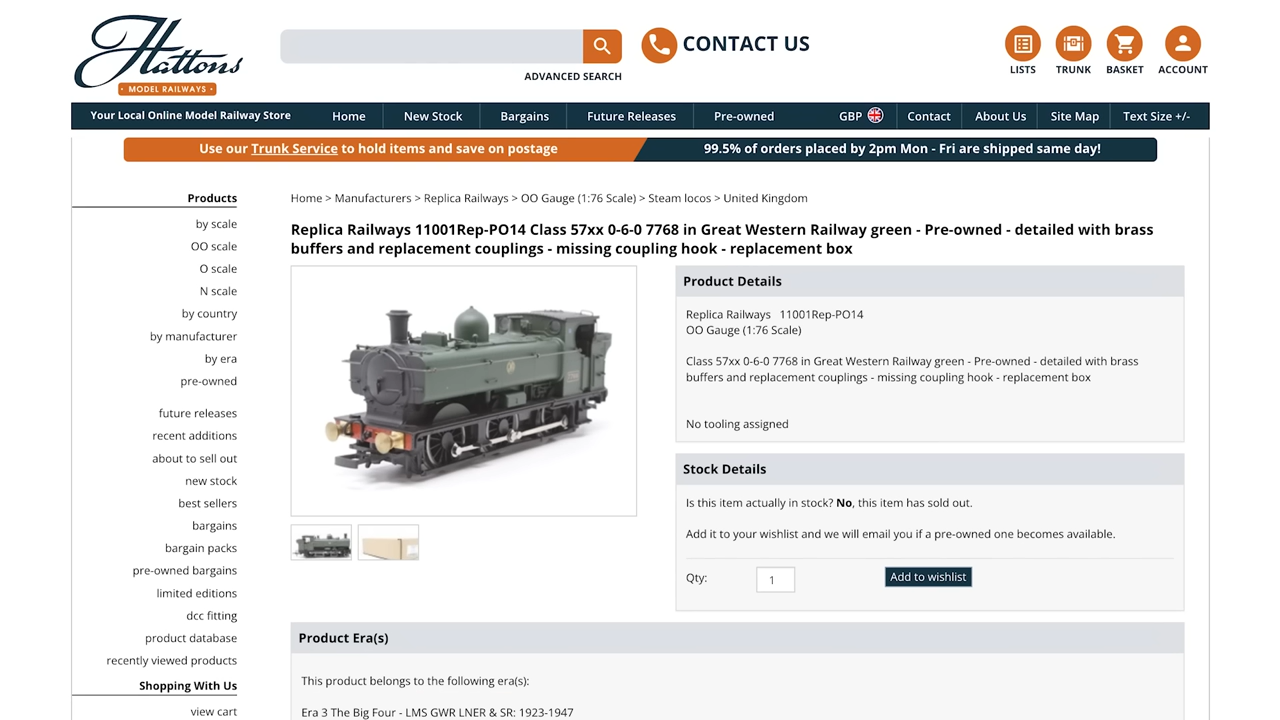 Hattons
MODEL RAILWAYS
CONTACT US
ADVANCED SEARCH
LISTS
TRUNK
BASKET
ACCOUNT
Your Local Online Model Railway Store
Home
New Stock
Bargains
Future Releases
Pre-owned
GBP
Contact
About Us
Site Map
Text Size +/-
Use our Trunk Service to hold items and save on postage
99.5% of orders placed by 2pm Mon - Fri are shipped same day!
Products
by scale
OO scale
O scale
N scale
by country
by manufacturer
by era
pre-owned
future releases
recent additions
about to sell out
new stock
best sellers
bargains
bargain packs
pre-owned bargains
limited editions
dcc fitting
product database
recently viewed products
Shopping With Us
view cart
Home > Manufacturers > Replica Railways > OO Gauge (1:76 Scale) > Steam locos > United Kingdom
Replica Railways 11001Rep-PO14 Class 57xx 0-6-0 7768 in Great Western Railway green - Pre-owned - detailed with brass
buffers and replacement couplings - missing coupling hook - replacement box
Product Details
Replica Railways 11001Rep-PO14
OO Gauge (1:76 Scale)
Class 57xx 0-6-0 7768 in Great Western Railway green - Pre-owned - detailed with brass
buffers and replacement couplings - missing coupling hook - replacement box
No tooling assigned
Stock Details
Is this item actually in stock? No, this item has sold out.
Add it to your wishlist and we will email you if a pre-owned one becomes available.
Qty:
1
Add to wishlist
Product Era(s)
This product belongs to the following era(s):
Era 3 The Big Four - LMS GWR LNER & SR: 1923-1947